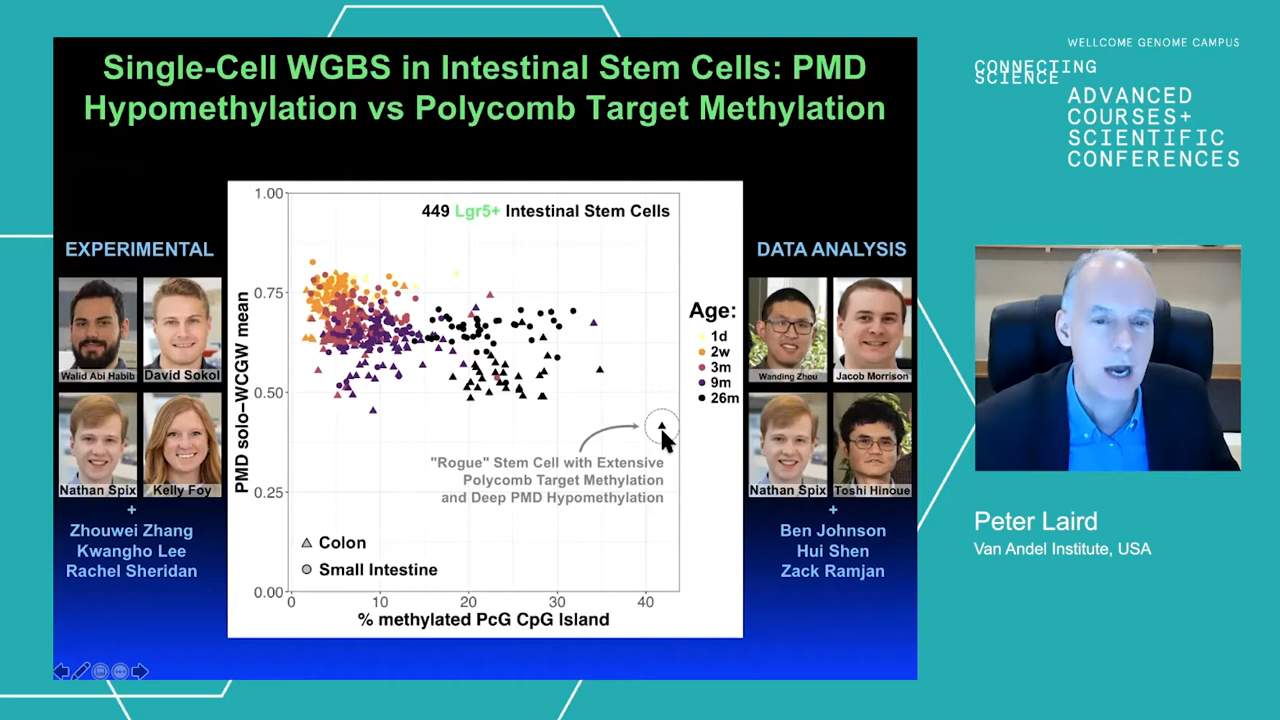 Single-Cell WGBS in Intestinal Stem Cells: PMD
Hypomethylation vs Polycomb Target Methylation
WELLCOME GENOME CAMPUS
CONNECTING
SCIENCE
ADVANCED
COURSES+
SCIENTIFIC
CONFERENCES
EXPERIMENTAL
Walid Abi Habib
David Sokol
Nathan Spix
Kelly Foy
+
Zhouwei Zhang
Kwangho Lee
Rachel Sheridan
449 Lgr5+ Intestinal Stem Cells
PMD solo-WCGW mean
1.00
0.75
0.50
0.25
0.00
"Rogue" Stem Cell with Extensive
Polycomb Target Methylation
and Deep PMD Hypomethylation
Colon
Small Intestine
0 10 20 30 40
% methylated PcG CpG Island
Age:
1d
2w
3m
9m
26m
DATA ANALYSIS
Wanding Zhou
Jacob Morrison
Nathan Spix
Toshi Hinoue
+
Ben Johnson
Hui Shen
Zack Ramjan
Peter Laird
Van Andel Institute, USA